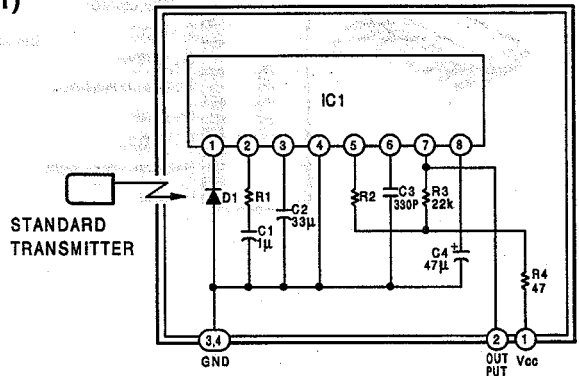 IC1
1 2 3 4 5 6 7 8
D1
R1
C1
1μ
C2
33μ
R2
C3
330P
R3
22k
C4
+
47μ
R4
47
STANDARD
TRANSMITTER
3,4
GND
2 1
OUT
PUT
Vcc